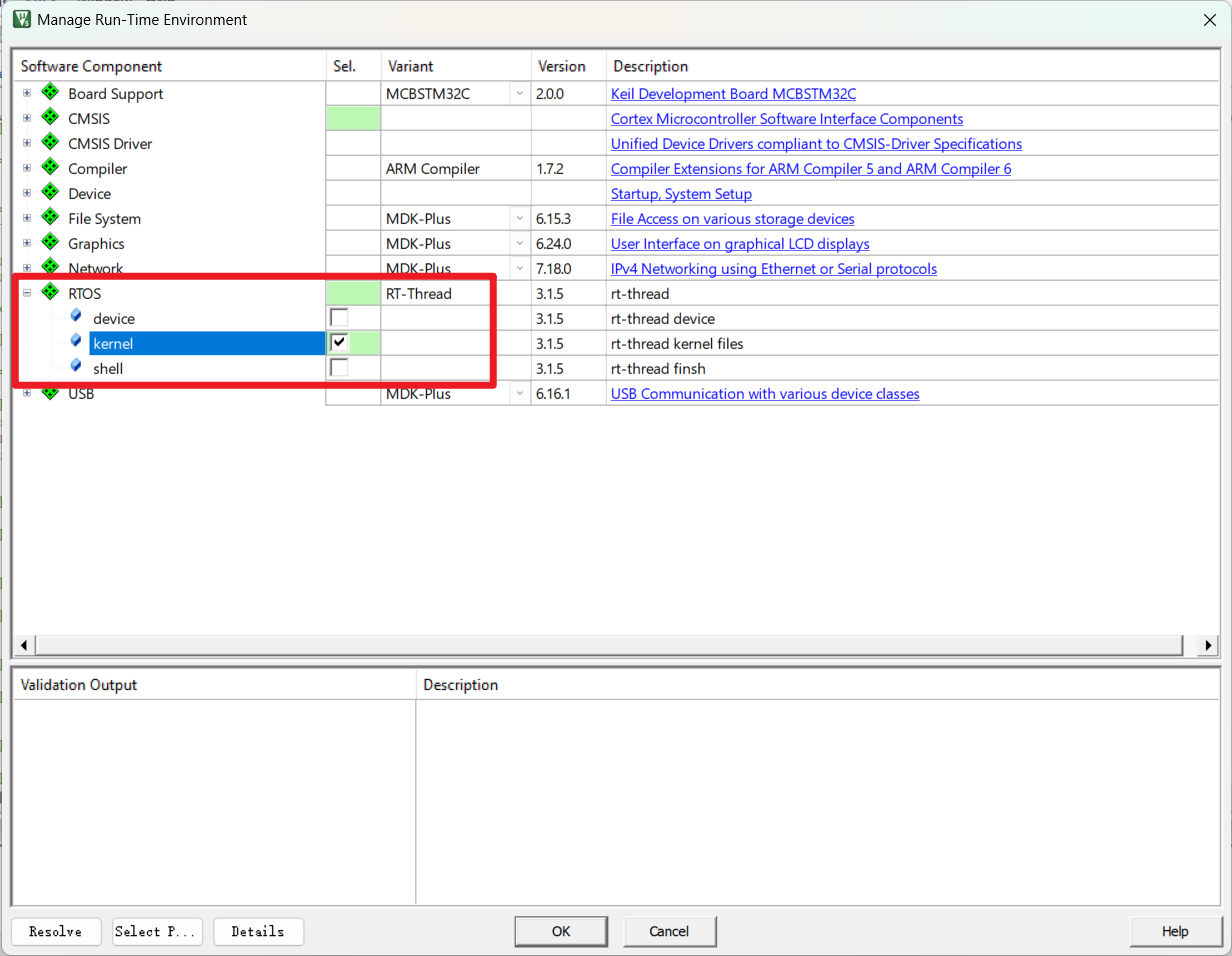 Manage Run-Time Environment
Software Component Sel. Variant Version Description
Board Support MCBSTM32C 2.0.0 Keil Development Board MCBSTM32C
CMSIS Cortex Microcontroller Software Interface Components
CMSIS Driver Unified Device Drivers compliant to CMSIS-Driver Specifications
Compiler ARM Compiler 1.7.2 Compiler Extensions for ARM Compiler 5 and ARM Compiler 6
Device Startup, System Setup
File System MDK-Plus 6.15.3 File Access on various storage devices
Graphics MDK-Plus 6.24.0 User Interface on graphical LCD displays
Network MDK-Plus 7.18.0 IPv4 Networking using Ethernet or Serial protocols
RTOS RT-Thread 3.1.5 rt-thread
device 3.1.5 rt-thread device
kernel 3.1.5 rt-thread kernel files
shell 3.1.5 rt-thread finsh
USB MDK-Plus 6.16.1 USB Communication with various device classes
Validation Output Description
Resolve Select P... Details OK Cancel Help